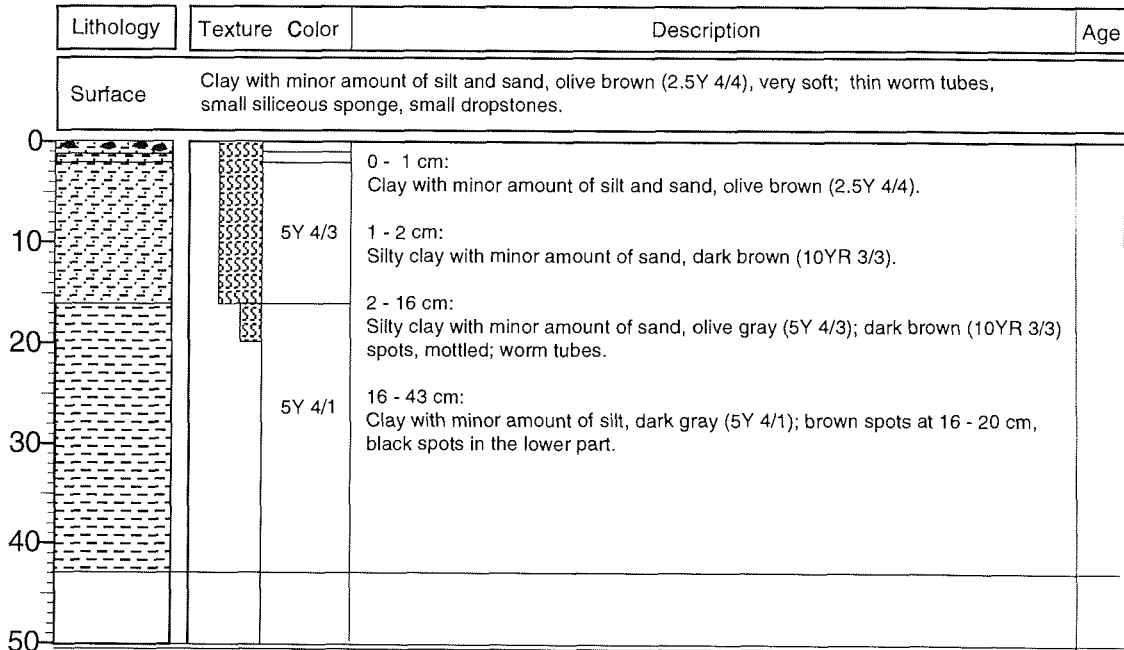 Lithology Texture Color Description Age
Surface
Clay with minor amount of silt and sand, olive brown (2.5Y 4/4), very soft; thin worm tubes,
small siliceous sponge, small dropstones.
0
10
20
30
40
50
5Y 4/3
5Y 4/1
0 - 1 cm:
Clay with minor amount of silt and sand, olive brown (2.5Y 4/4).
1 - 2 cm:
Silty clay with minor amount of sand, dark brown (10YR 3/3).
2 - 16 cm:
Silty clay with minor amount of sand, olive gray (5Y 4/3); dark brown (10YR 3/3)
spots, mottled; worm tubes.
16 - 43 cm:
Clay with minor amount of silt, dark gray (5Y 4/1); brown spots at 16 - 20 cm,
black spots in the lower part.